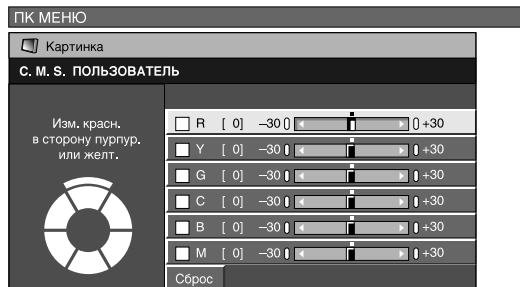 ПК МЕНЮ
Картинка
C. M. S. ПОЛЬЗОВАТЕЛЬ
Изм. красн.
в сторону пурпур.
или желт.
R [ 0] –30 +30
Y [ 0] –30 +30
G [ 0] –30 +30
C [ 0] –30 +30
B [ 0] –30 +30
M [ 0] –30 +30
Сброс